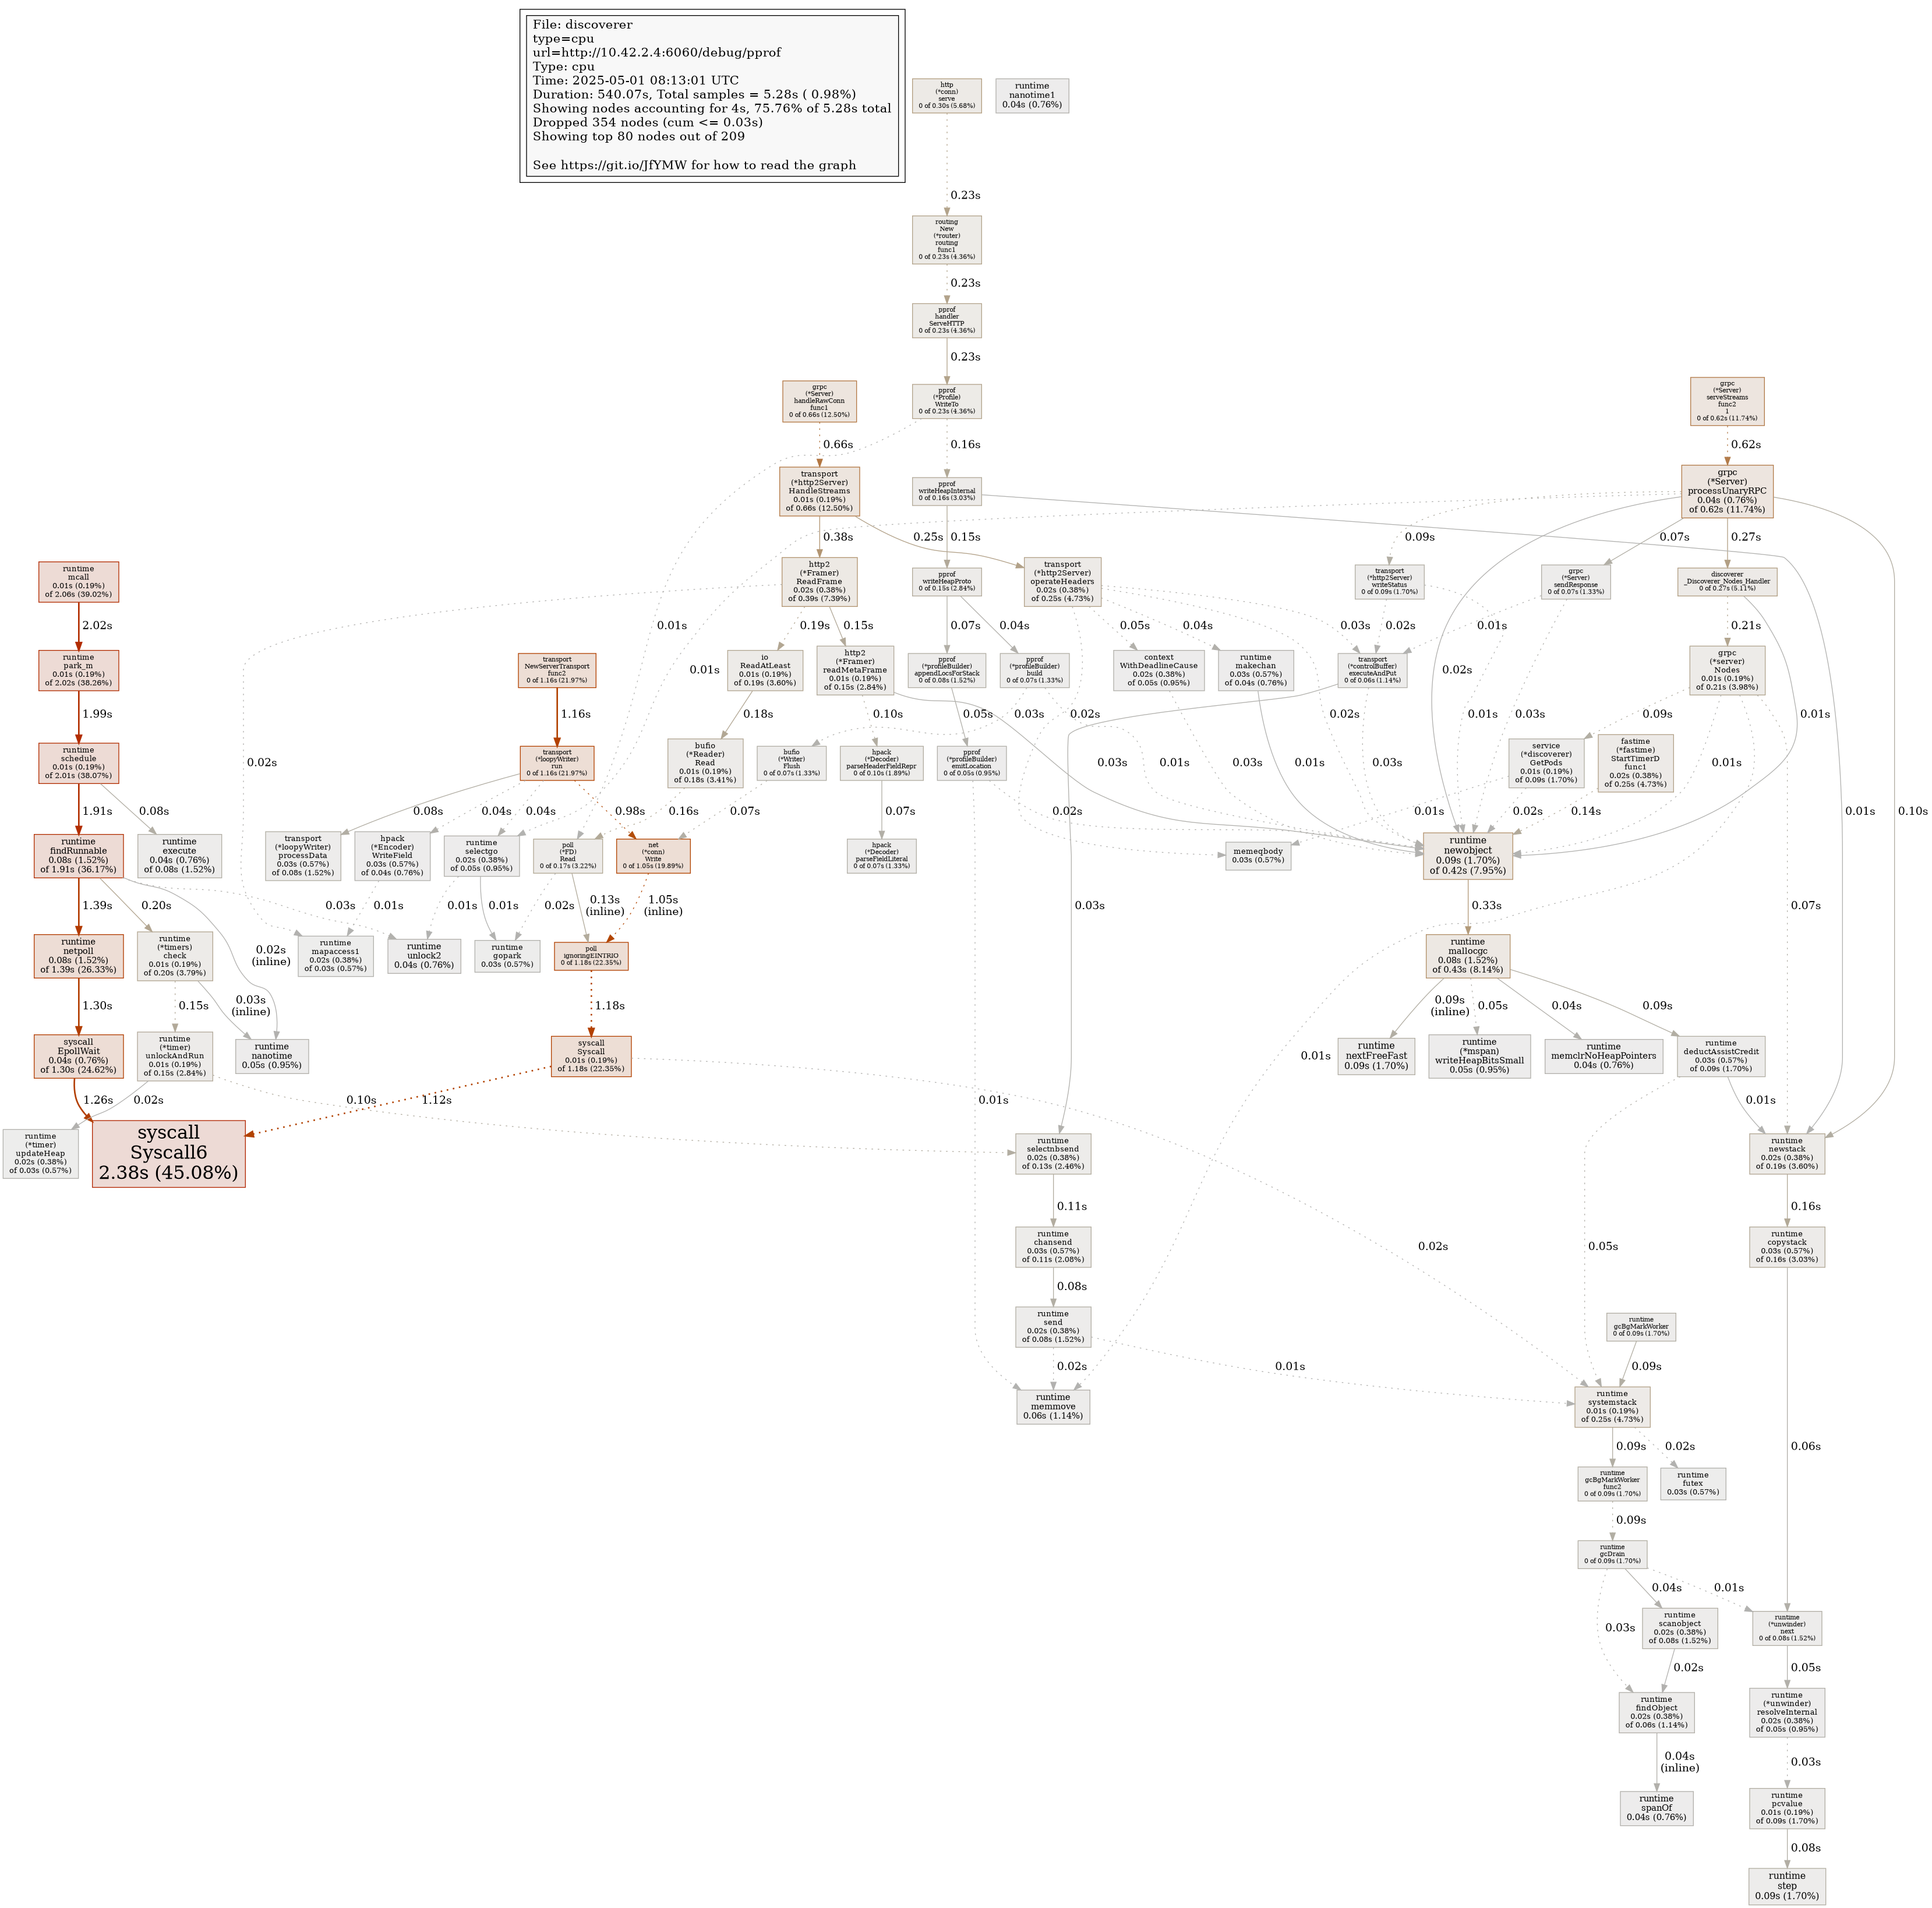 File: discoverer
type=cpu
url=http://10.42.2.4:6060/debug/pprof
Type: cpu
Time: 2025-05-01 08:13:01 UTC
Duration: 540.07s, Total samples = 5.28s ( 0.98%)
Showing nodes accounting for 4s, 75.76% of 5.28s total
Dropped 354 nodes (cum <= 0.03s)
Showing top 80 nodes out of 209
See https://git.io/JfYMW for how to read the graph
http
(*conn)
serve
0 of 0.30s (5.68%)
runtime
nanotime1
0.04s (0.76%)
0.23s
routing
New
(*router)
routing
func1
0 of 0.23s (4.36%)
0.23s
pprof
handler
ServeHTTP
0 of 0.23s (4.36%)
0.23s
grpc
(*Server)
handleRawConn
func1
0 of 0.66s (12.50%)
pprof
(*Profile)
WriteTo
0 of 0.23s (4.36%)
grpc
(*Server)
serveStreams
func2
1
0 of 0.62s (11.74%)
0.66s
0.16s
0.62s
transport
(*http2Server)
HandleStreams
0.01s (0.19%)
of 0.66s (12.50%)
pprof
writeHeapInternal
0 of 0.16s (3.03%)
grpc
(*Server)
processUnaryRPC
0.04s (0.76%)
of 0.62s (11.74%)
0.38s
0.25s
0.15s
0.09s
0.07s
0.27s
runtime
mcall
0.01s (0.19%)
of 2.06s (39.02%)
http2
(*Framer)
ReadFrame
0.02s (0.38%)
of 0.39s (7.39%)
pprof
writeHeapProto
0 of 0.15s (2.84%)
transport
(*http2Server)
operateHeaders
0.02s (0.38%)
of 0.25s (4.73%)
transport
(*http2Server)
writeStatus
0 of 0.09s (1.70%)
grpc
(*Server)
sendResponse
0 of 0.07s (1.33%)
discoverer
_Discoverer_Nodes_Handler
0 of 0.27s (5.11%)
2.02s
0.01s
0.19s
0.15s
0.07s
0.04s
0.05s
0.04s
0.03s
0.02s
0.01s
0.21s
runtime
park_m
0.01s (0.19%)
of 2.02s (38.26%)
transport
NewServerTransport
func2
0 of 1.16s (21.97%)
io
ReadAtLeast
0.01s (0.19%)
of 0.19s (3.60%)
http2
(*Framer)
readMetaFrame
0.01s (0.19%)
of 0.15s (2.84%)
pprof
(*profileBuilder)
appendLocsForStack
0 of 0.08s (1.52%)
pprof
(*profileBuilder)
build
0 of 0.07s (1.33%)
context
WithDeadlineCause
0.02s (0.38%)
of 0.05s (0.95%)
runtime
makechan
0.03s (0.57%)
of 0.04s (0.76%)
transport
(*controlBuffer)
executeAndPut
0 of 0.06s (1.14%)
grpc
(*server)
Nodes
0.01s (0.19%)
of 0.21s (3.98%)
0.01s
0.02s
1.99s
1.16s
0.18s
0.10s
0.05s
0.03s
0.02s
0.02s
0.01s
0.03s
0.09s
0.01s
runtime
schedule
0.01s (0.19%)
of 2.01s (38.07%)
0.02s
transport
(*loopyWriter)
run
0 of 1.16s (21.97%)
bufio
(*Reader)
Read
0.01s (0.19%)
of 0.18s (3.41%)
bufio
(*Writer)
Flush
0 of 0.07s (1.33%)
hpack
(*Decoder)
parseHeaderFieldRepr
0 of 0.10s (1.89%)
pprof
(*profileBuilder)
emitLocation
0 of 0.05s (0.95%)
0.03s
0.01s
0.03s
0.01s
0.03s
service
(*discoverer)
GetPods
0.01s (0.19%)
of 0.09s (1.70%)
fastime
(*fastime)
StartTimerD
func1
0.02s (0.38%)
of 0.25s (4.73%)
0.01s
1.91s
0.08s
0.08s
0.04s
0.04s
0.98s
0.16s
0.07s
0.07s
0.02s
0.01s
0.02s
0.14s
0.01s
0.10s
runtime
findRunnable
0.08s (1.52%)
of 1.91s (36.17%)
runtime
execute
0.04s (0.76%)
of 0.08s (1.52%)
transport
(*loopyWriter)
processData
0.03s (0.57%)
of 0.08s (1.52%)
hpack
(*Encoder)
WriteField
0.03s (0.57%)
of 0.04s (0.76%)
runtime
selectgo
0.02s (0.38%)
of 0.05s (0.95%)
poll
(*FD)
Read
0 of 0.17s (3.22%)
net
(*conn)
Write
0 of 1.05s (19.89%)
hpack
(*Decoder)
parseFieldLiteral
0 of 0.07s (1.33%)
memeqbody
0.03s (0.57%)
runtime
newobject
0.09s (1.70%)
of 0.42s (7.95%)
1.39s
0.20s
0.03s
0.01s
0.01s
0.01s
0.02s
0.13s
(inline)
1.05s
(inline)
0.03s
0.33s
0.07s
0.02s
(inline)
runtime
netpoll
0.08s (1.52%)
of 1.39s (26.33%)
runtime
(*timers)
check
0.01s (0.19%)
of 0.20s (3.79%)
runtime
mapaccess1
0.02s (0.38%)
of 0.03s (0.57%)
runtime
unlock2
0.04s (0.76%)
runtime
gopark
0.03s (0.57%)
poll
ignoringEINTRIO
0 of 1.18s (22.35%)
runtime
mallocgc
0.08s (1.52%)
of 0.43s (8.14%)
1.30s
0.15s
0.03s
(inline)
1.18s
0.09s
(inline)
0.05s
0.04s
0.09s
syscall
EpollWait
0.04s (0.76%)
of 1.30s (24.62%)
runtime
(*timer)
unlockAndRun
0.01s (0.19%)
of 0.15s (2.84%)
runtime
nanotime
0.05s (0.95%)
syscall
Syscall
0.01s (0.19%)
of 1.18s (22.35%)
0.01s
runtime
nextFreeFast
0.09s (1.70%)
runtime
(*mspan)
writeHeapBitsSmall
0.05s (0.95%)
runtime
memclrNoHeapPointers
0.04s (0.76%)
runtime
deductAssistCredit
0.03s (0.57%)
of 0.09s (1.70%)
1.26s
0.02s
0.10s
1.12s
0.01s
0.01s
runtime
(*timer)
updateHeap
0.02s (0.38%)
of 0.03s (0.57%)
syscall
Syscall6
2.38s (45.08%)
runtime
selectnbsend
0.02s (0.38%)
of 0.13s (2.46%)
runtime
newstack
0.02s (0.38%)
of 0.19s (3.60%)
0.11s
0.16s
runtime
chansend
0.03s (0.57%)
of 0.11s (2.08%)
0.02s
0.05s
runtime
copystack
0.03s (0.57%)
of 0.16s (3.03%)
0.08s
runtime
send
0.02s (0.38%)
of 0.08s (1.52%)
runtime
gcBgMarkWorker
0 of 0.09s (1.70%)
0.02s
0.01s
0.09s
runtime
memmove
0.06s (1.14%)
runtime
systemstack
0.01s (0.19%)
of 0.25s (4.73%)
0.09s
0.02s
0.06s
runtime
gcBgMarkWorker
func2
0 of 0.09s (1.70%)
runtime
futex
0.03s (0.57%)
0.09s
runtime
gcDrain
0 of 0.09s (1.70%)
0.04s
0.01s
0.03s
runtime
scanobject
0.02s (0.38%)
of 0.08s (1.52%)
runtime
(*unwinder)
next
0 of 0.08s (1.52%)
0.02s
0.05s
runtime
findObject
0.02s (0.38%)
of 0.06s (1.14%)
runtime
(*unwinder)
resolveInternal
0.02s (0.38%)
of 0.05s (0.95%)
0.04s
(inline)
0.03s
runtime
spanOf
0.04s (0.76%)
runtime
pcvalue
0.01s (0.19%)
of 0.09s (1.70%)
0.08s
runtime
step
0.09s (1.70%)